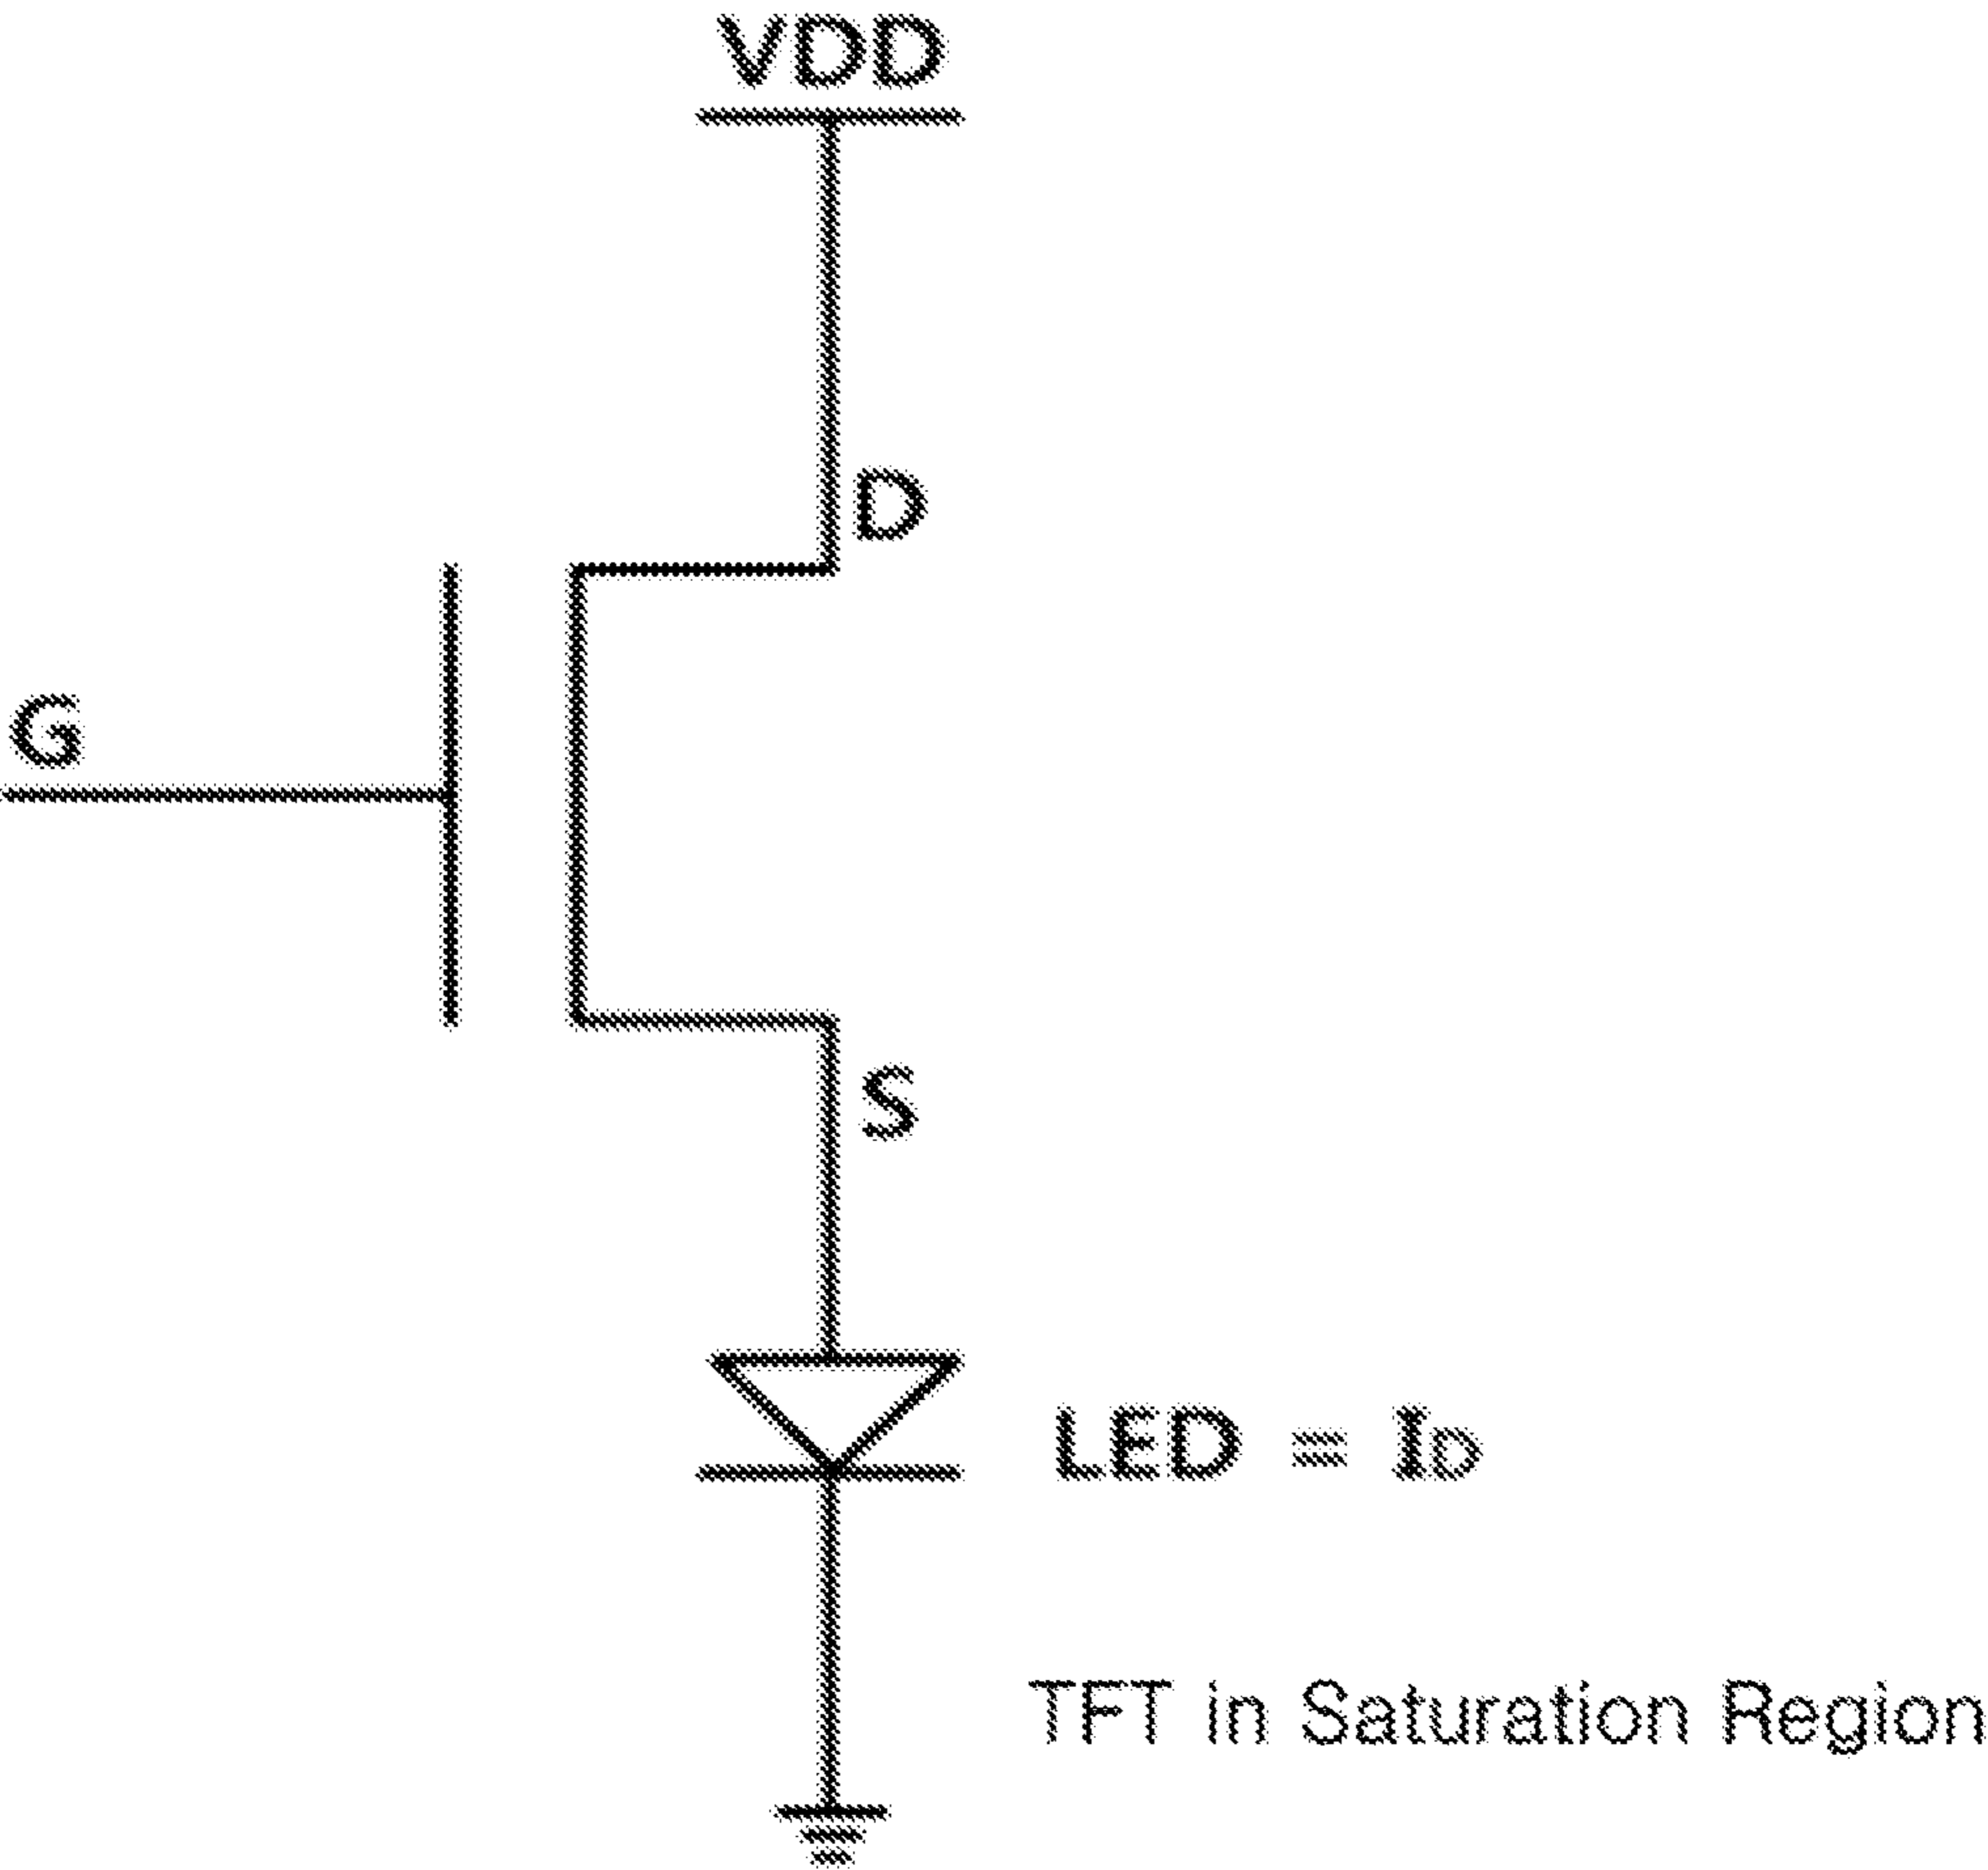 VDD
D
G
S
LED = ID
TFT in Saturation Region